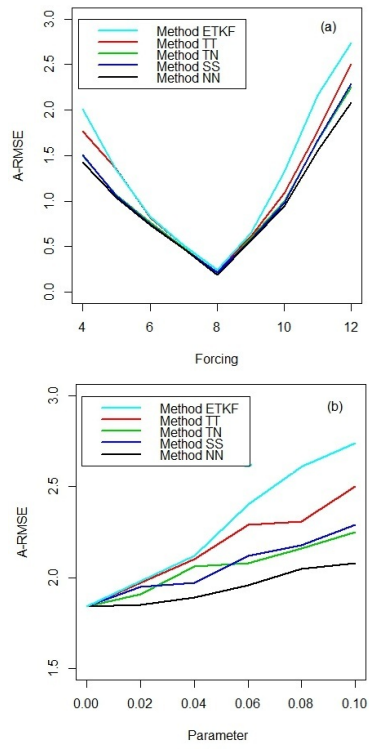 (a)
Method ETKF
Method TT
Method TN
Method SS
Method NN
A-RMSE
3.0
2.5
2.0
1.5
1.0
0.5
0.0
4 6 8 10 12
Forcing
(b)
Method ETKF
Method TT
Method TN
Method SS
Method NN
A-RMSE
3.0
2.5
2.0
1.5
0.00 0.02 0.04 0.06 0.08 0.10
Parameter